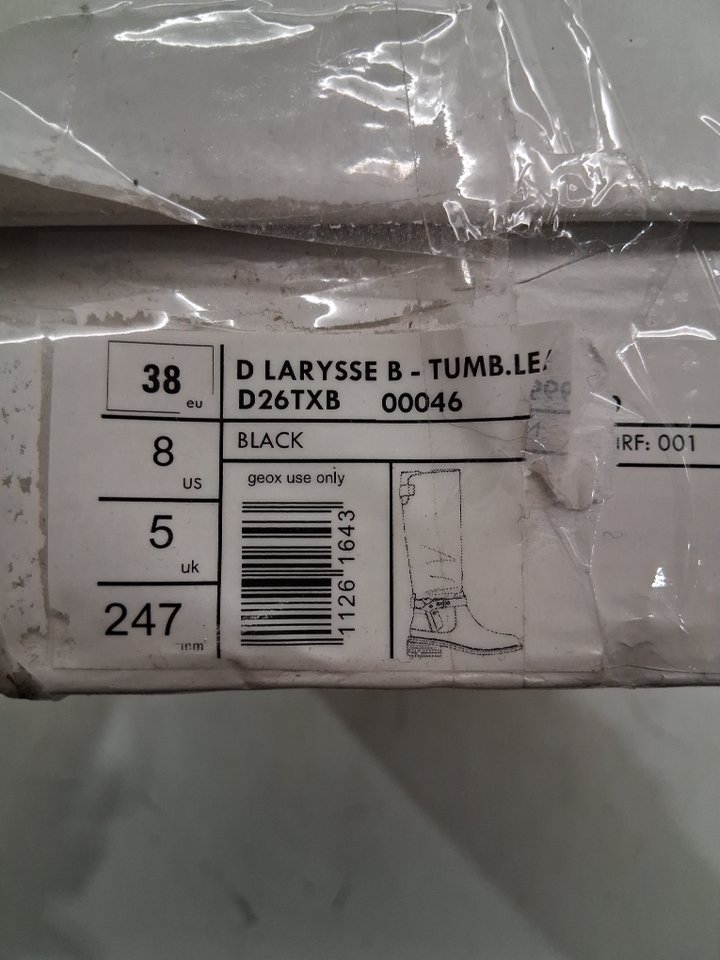 38 eu
D LARYSSE B - TUMB.LEA
D26TXB 00046
8 US
BLACK
IRF: 001
geox use only
5 uk
247 mm
1126 1643